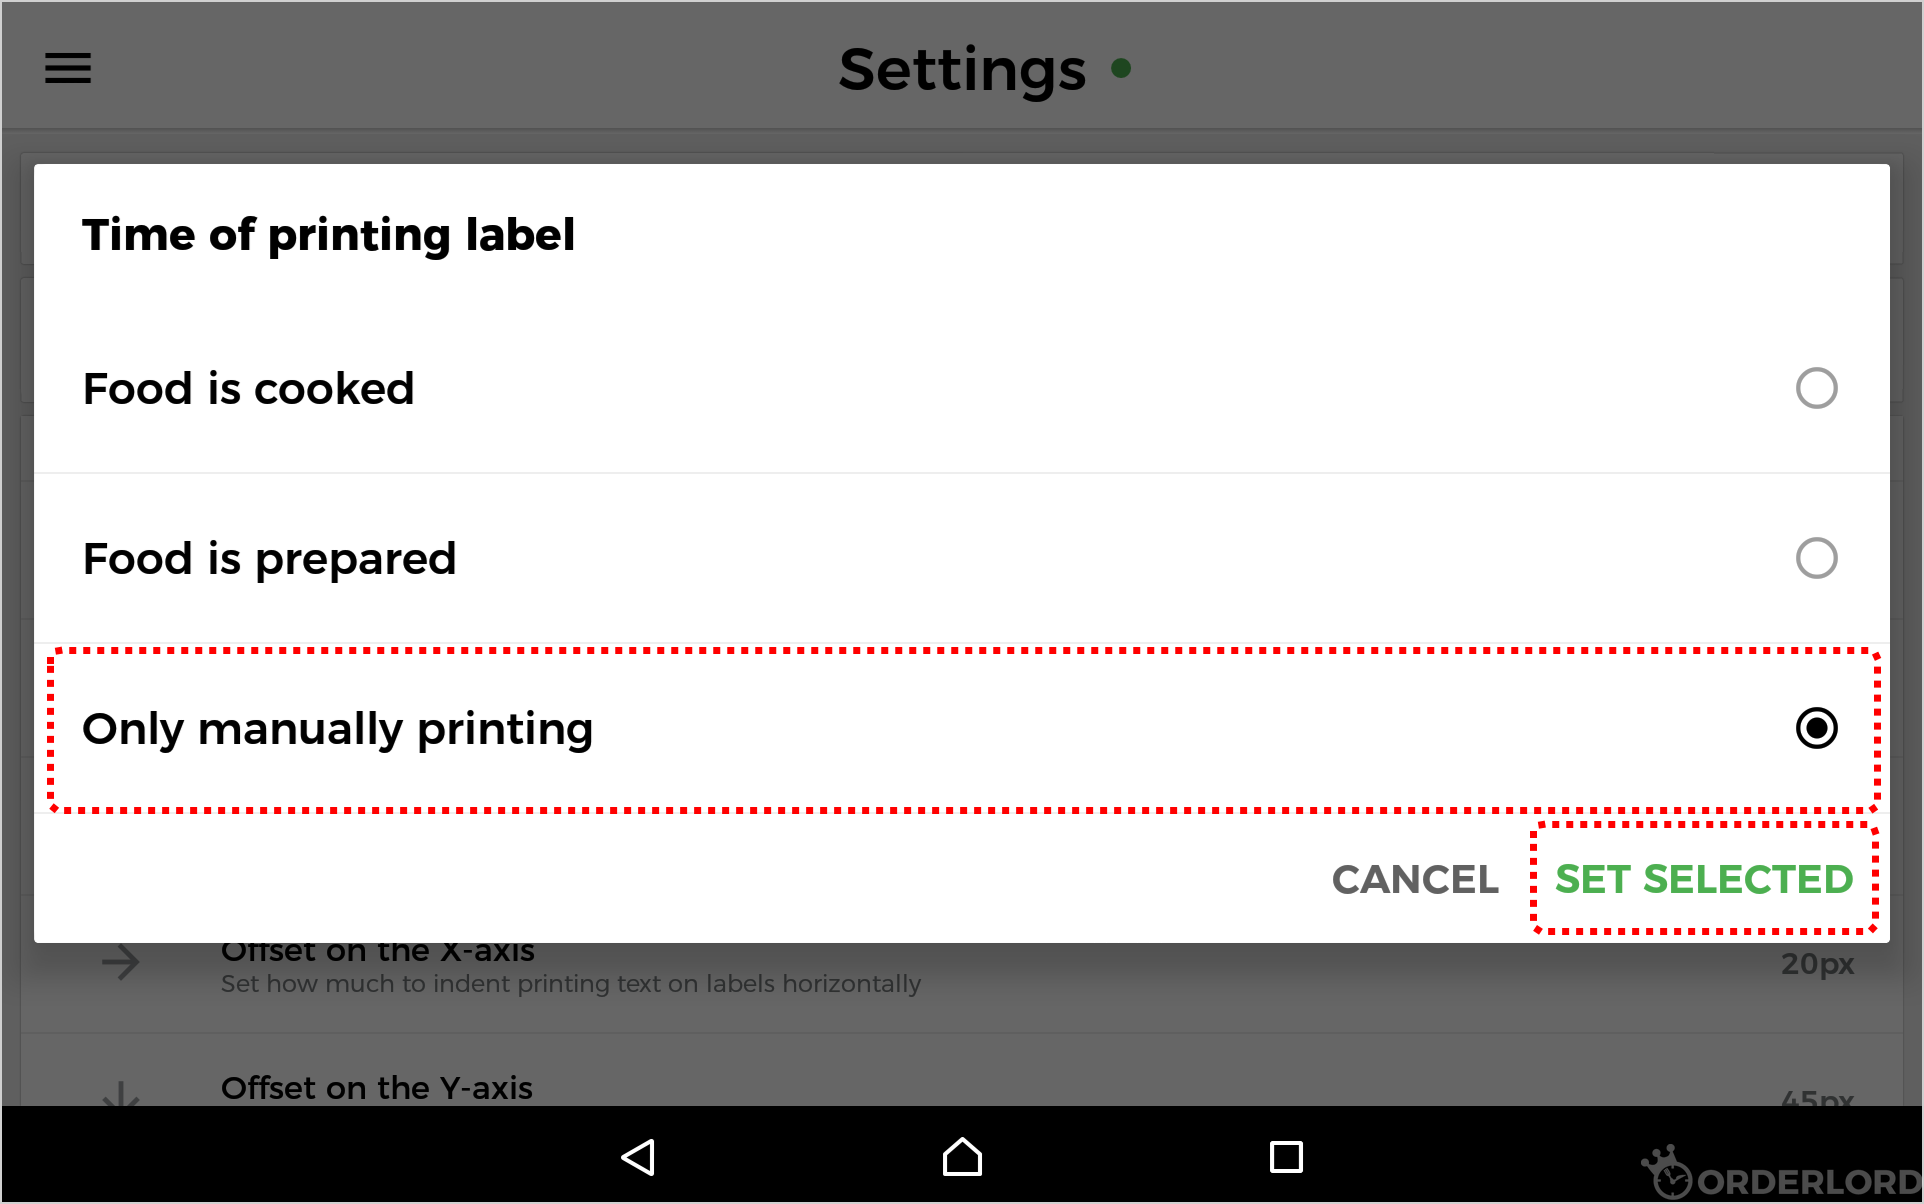 Settings
Time of printing label
Food is cooked
Food is prepared
Only manually printing
CANCEL SET SELECTED
Offset on the X-axis
20px
Set how much to indent printing text on labels horizontally
Offset on the Y-axis
45px
ORDERLORD